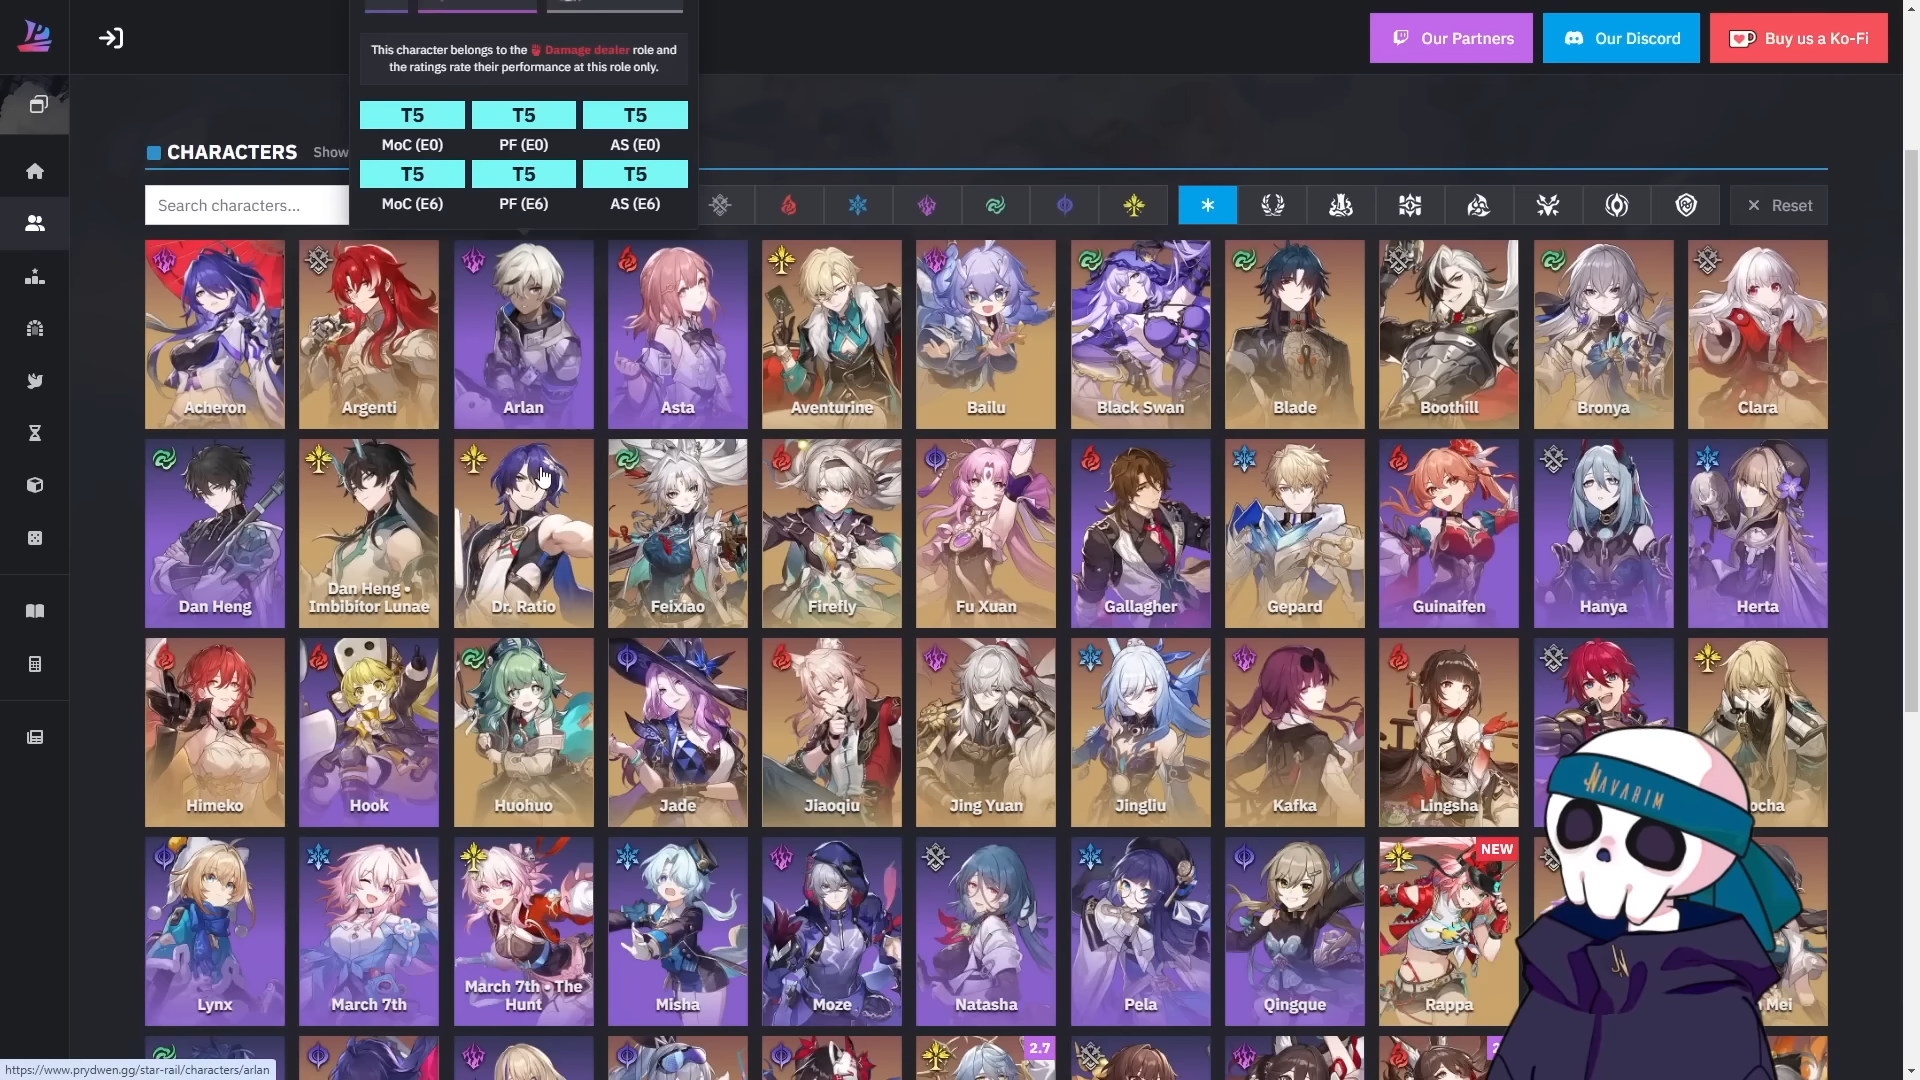 This character belongs to the Damage dealer role and
the ratings rate their performance at this role only.
T5 T5 T5
MoC (E0) PF (E0) AS (E0)
T5 T5 T5
MoC (E6) PF (E6) AS (E6)
Our Partners
Our Discord
Buy us a Ko-Fi
CHARACTERS Show
Search characters...
Reset
Acheron
Argenti
Arlan
Asta
Aventurine
Bailu
Black Swan
Blade
Boothill
Bronya
Clara
Dan Heng
Dan Heng •
Imbibitor Lunae
Dr. Ratio
Feixiao
Firefly
Fu Xuan
Gallagher
Gepard
Guinaifen
Hanya
Herta
Himeko
Hook
Huohuo
Jade
Jiaoqiu
Jing Yuan
Jingliu
Kafka
Lingsha
ocha
Lynx
March 7th
March 7th • The
Hunt
Misha
Moze
Natasha
Pela
Qingque
NEW
Rappa
Mei
NAVARIM
2.7
https://www.prydwen.gg/star-rail/characters/arlan